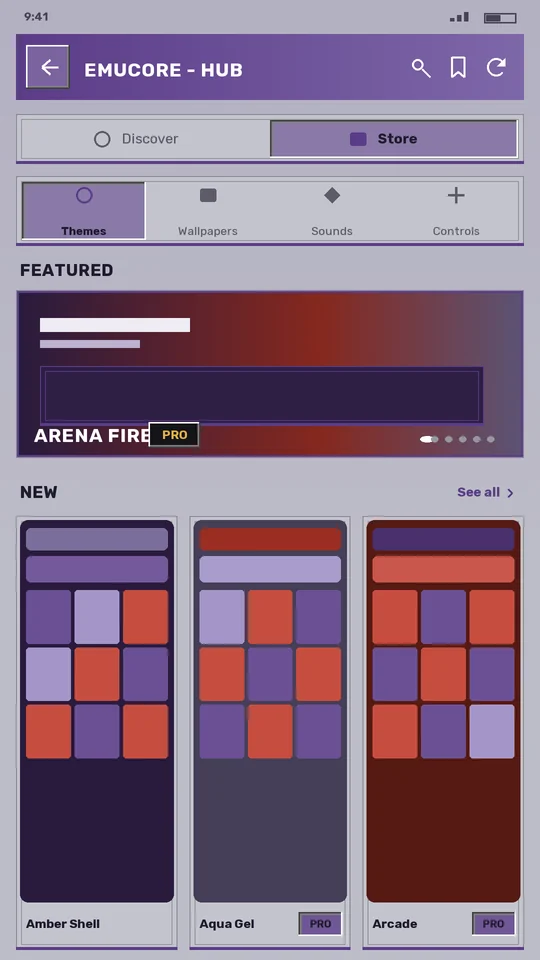 9:41
EMUCORE - HUB
Discover
Store
Themes
Wallpapers
Sounds
Controls
FEATURED
ARENA FIRE
PRO
NEW
See all
Amber Shell
Aqua Gel
PRO
Arcade
PRO